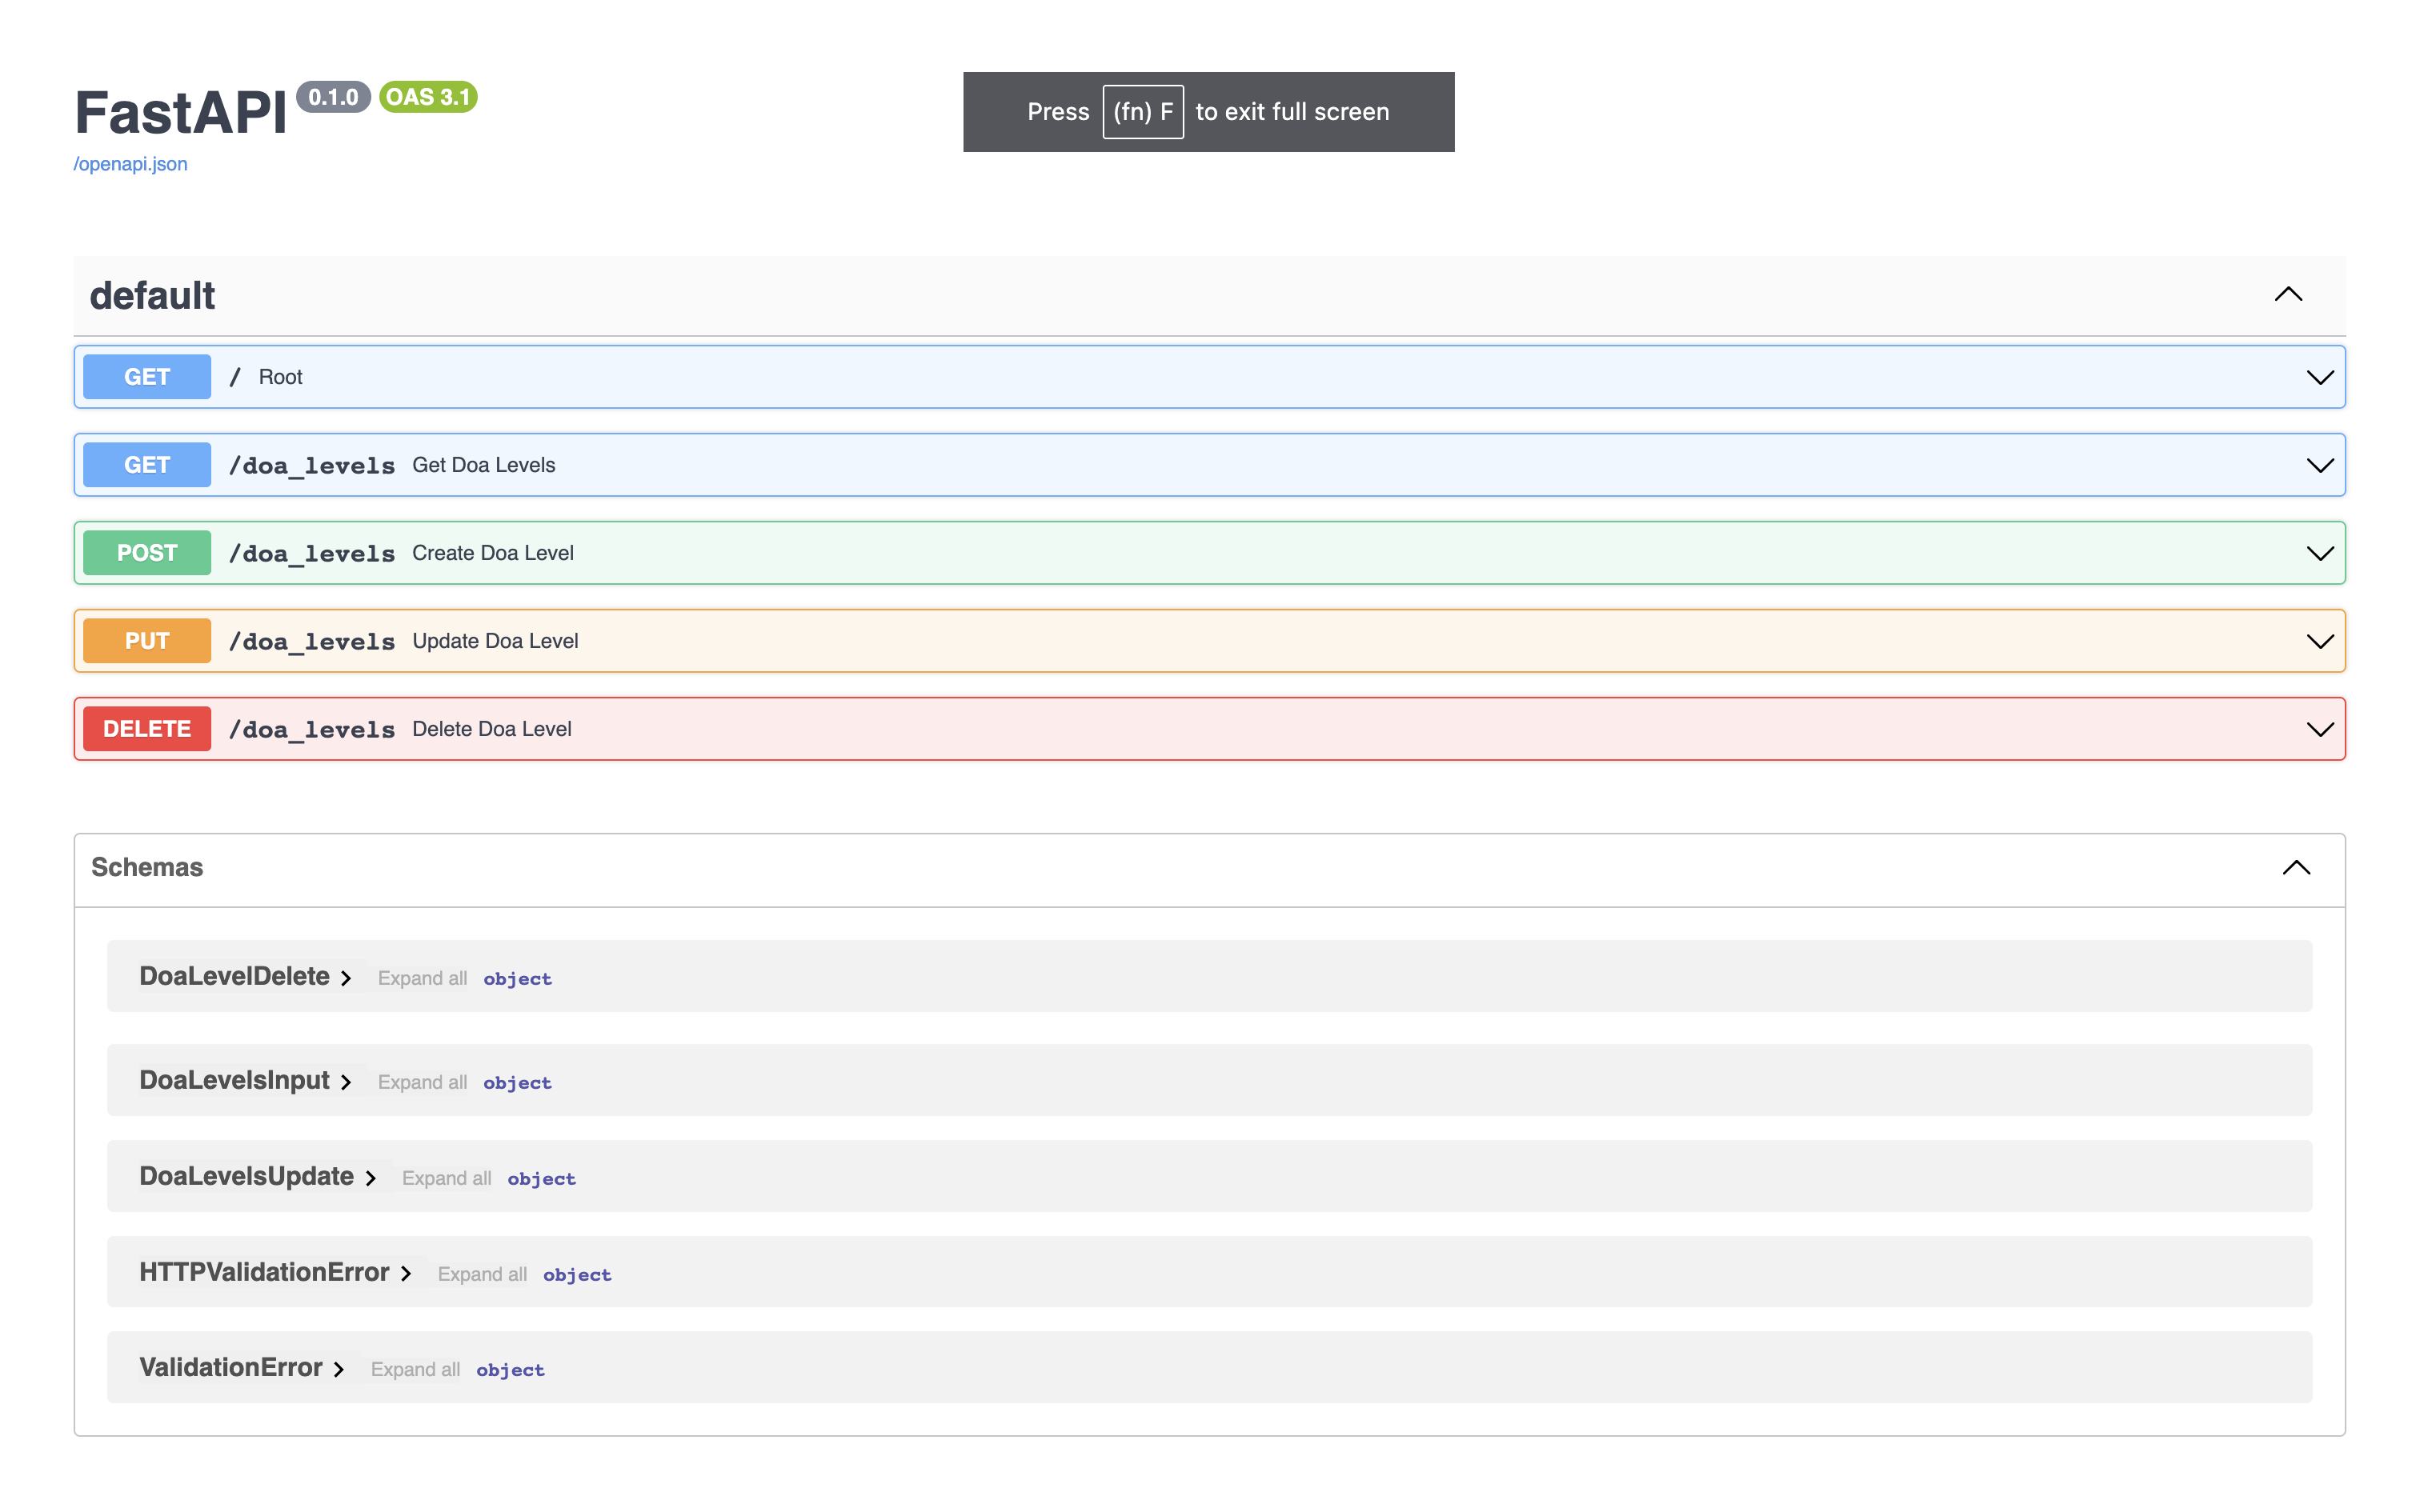 FastAPI 0.1.0 OAS 3.1
Press (fn) F to exit full screen
/openapi.json
default
GET / Root
GET /doa_levels Get Doa Levels
POST /doa_levels Create Doa Level
PUT /doa_levels Update Doa Level
DELETE /doa_levels Delete Doa Level
Schemas
DoaLevelDelete Expand all object
DoaLevelsInput Expand all object
DoaLevelsUpdate Expand all object
HTTPValidationError Expand all object
ValidationError Expand all object